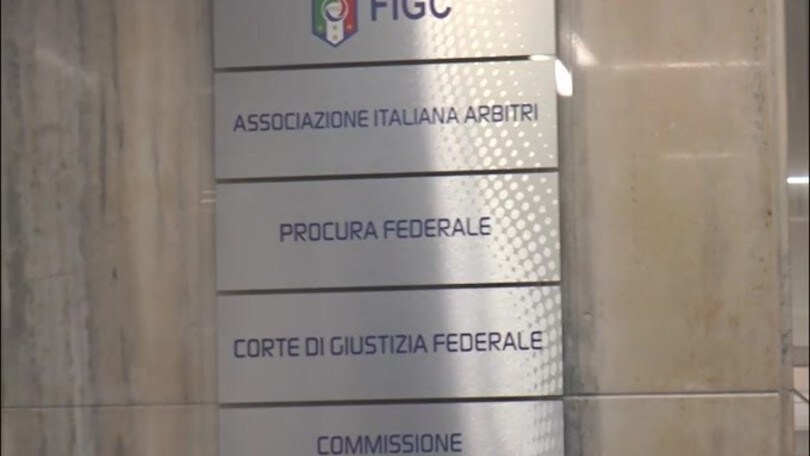 FIGC
ASSOCIAZIONE ITALIANA ARBITRI
PROCURA FEDERALE
CORTE DI GIUSTIZIA FEDERALE
COMMISSIONE